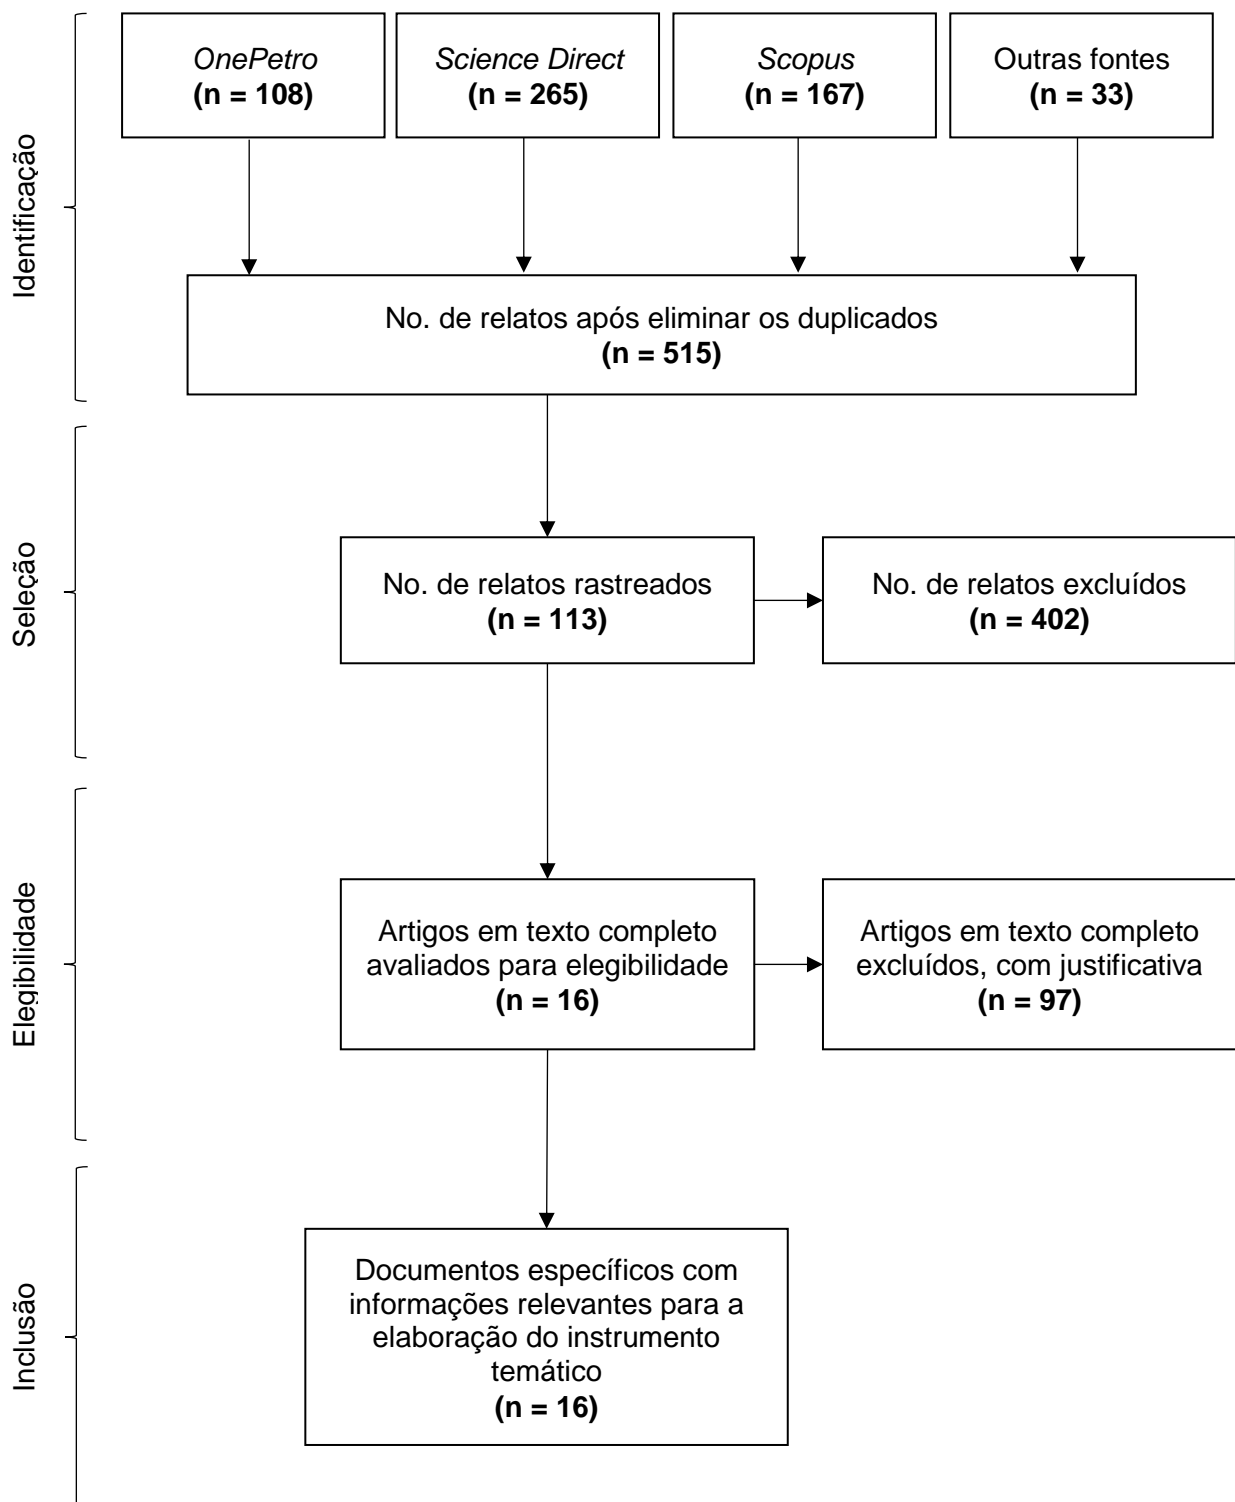 Identificação
OnePetro
(n = 108)
Science Direct
(n = 265)
Scopus
(n = 167)
Outras fontes
(n = 33)
No. de relatos após eliminar os duplicados
(n = 515)
Seleção
No. de relatos rastreados
(n = 113)
No. de relatos excluídos
(n = 402)
Elegibilidade
Artigos em texto completo
avaliados para elegibilidade
(n = 16)
Artigos em texto completo
excluídos, com justificativa
(n = 97)
Inclusão
Documentos específicos com
informações relevantes para a
elaboração do instrumento
temático
(n = 16)